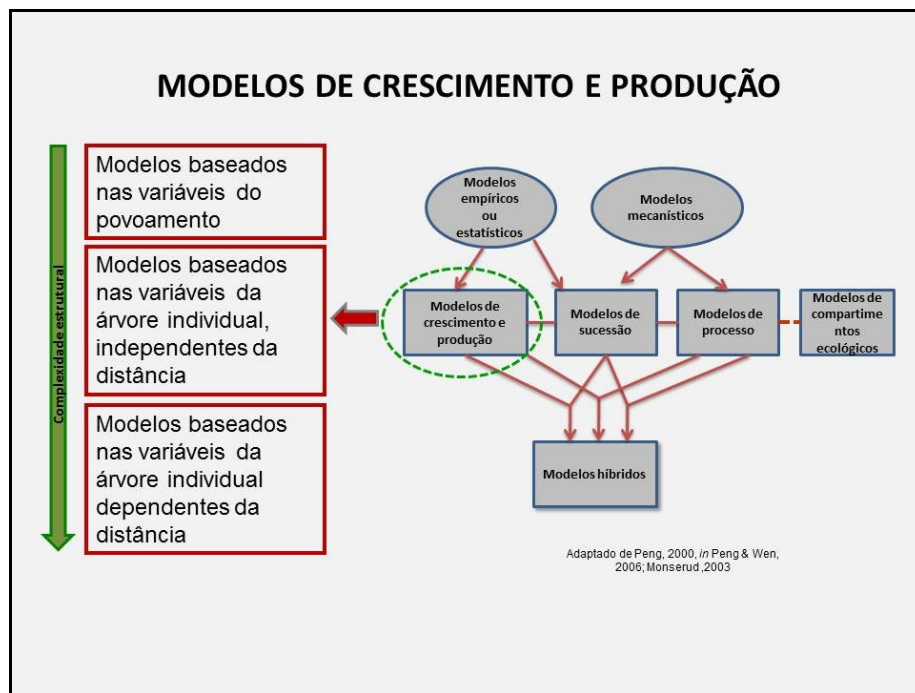 MODELOS DE CRESCIMENTO E PRODUÇÃO
Complexidade estrutural
Modelos baseados
nas variáveis do
povoamento
Modelos baseados
nas variáveis da
árvore individual,
independentes da
distância
Modelos baseados
nas variáveis da
árvore individual
dependentes da
distância
Modelos
empíricos
ou
estatísticos
Modelos
mecanísticos
Modelos de
crescimento e
produção
Modelos de
sucessão
Modelos de
processo
Modelos de
compartime
ntos
ecológicos
Modelos híbridos
Adaptado de Peng, 2000, in Peng & Wen,
2006; Monserud ,2003